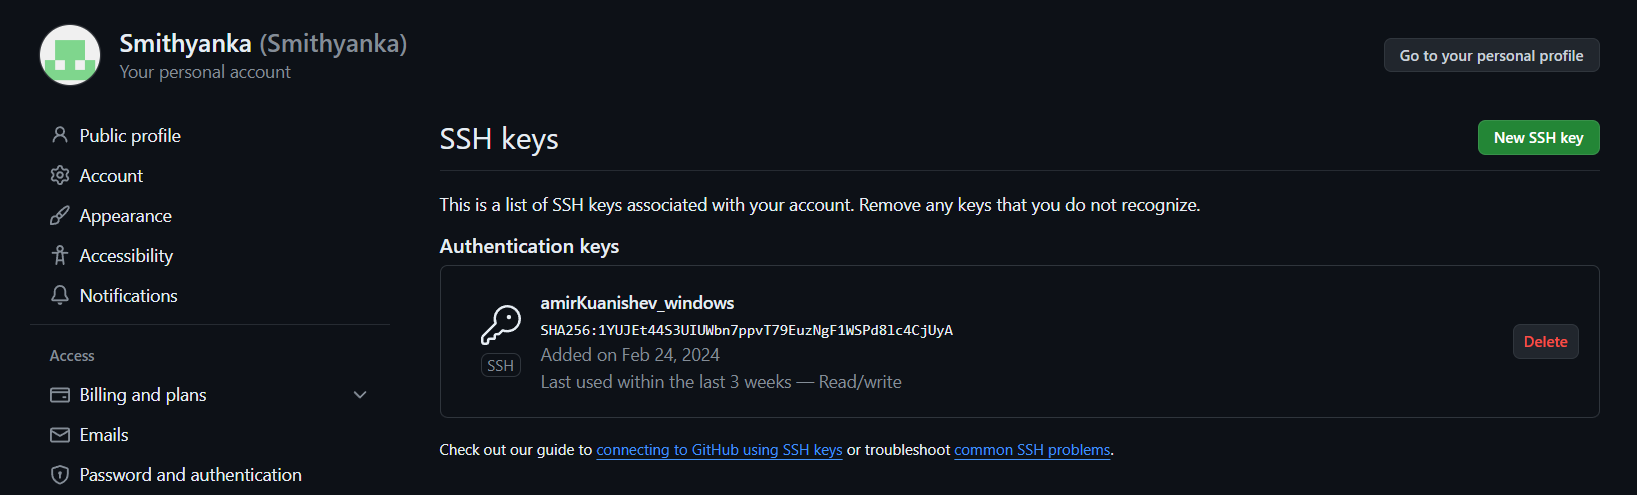 Smithyanka (Smithyanka)
Your personal account
Go to your personal profile
Public profile
Account
Appearance
Accessibility
Notifications
Access
Billing and plans
Emails
Password and authentication
SSH keys
New SSH key
This is a list of SSH keys associated with your account. Remove any keys that you do not recognize.
Authentication keys
amirKuanishev_windows
SHA256:1YUJEt44S3UIUWbn7ppvT79EuzNgF1WSPd8lc4CjUyA
Added on Feb 24, 2024
Last used within the last 3 weeks — Read/write
SSH
Delete
Check out our guide to connecting to GitHub using SSH keys or troubleshoot common SSH problems.